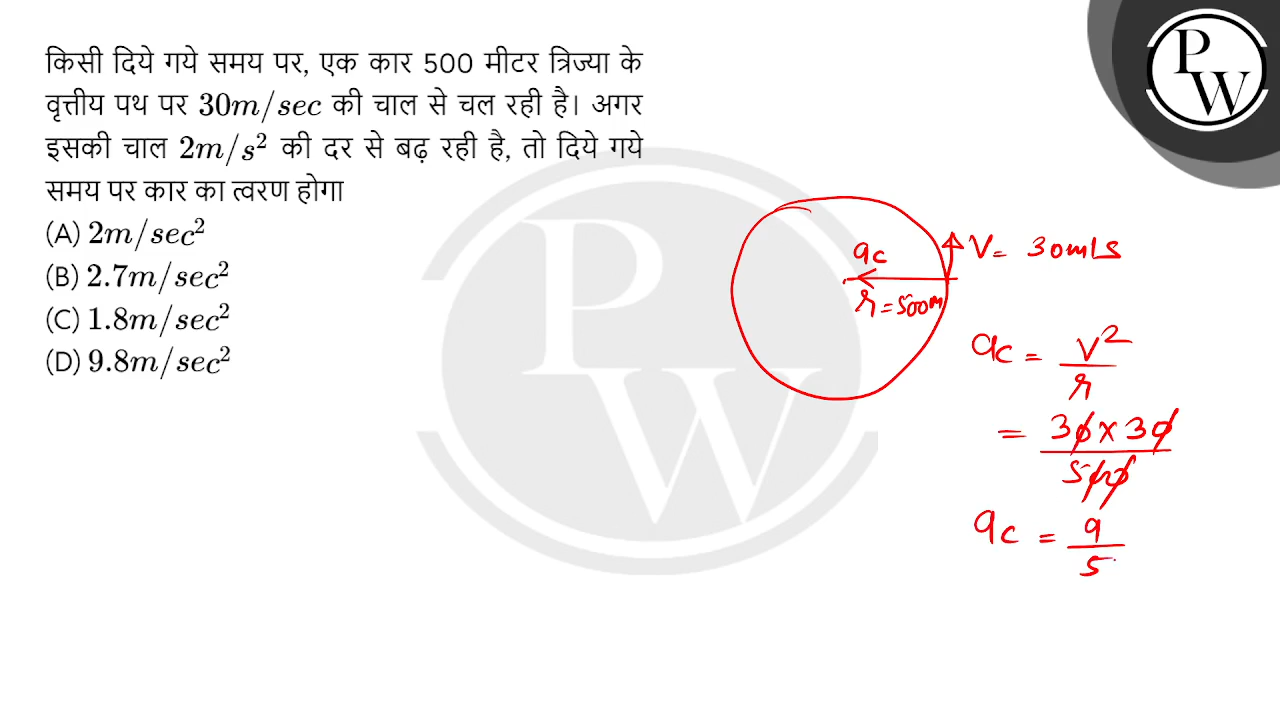 किसी दिये गये समय पर, एक कार 500 मीटर त्रिज्या के
वृत्तीय पथ पर 30m/sec की चाल से चल रही है। अगर
इसकी चाल 2m/s² की दर से बढ़ रही है, तो दिये गये
समय पर कार का त्वरण होगा
(A) 2m/sec²
(B) 2.7m/sec²
(C) 1.8m/sec²
(D) 9.8m/sec²
P
W
P
W
ac
V = 30m/s
r = 500m
ac = v²/r
= 30 x 30 / 500
ac = 9/5